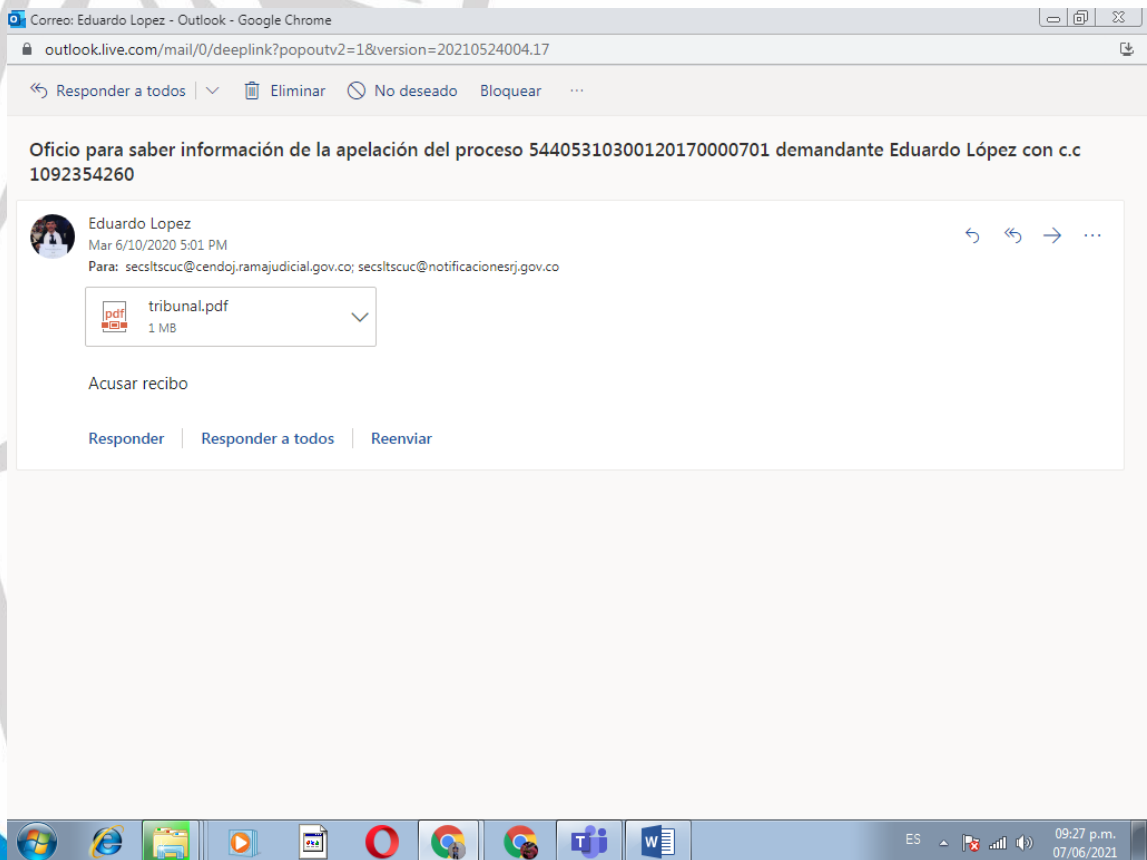 Correo: Eduardo Lopez - Outlook - Google Chrome
outlook.live.com/mail/0/deeplink?popoutv2=1&version=20210524004.17
Responder a todos Eliminar No deseado Bloquear ...
Oficio para saber información de la apelación del proceso 54405310300120170000701 demandante Eduardo López con c.c
1092354260
Eduardo Lopez
Mar 6/10/2020 5:01 PM
Para: secsltscuc@cendoj.ramajudicial.gov.co; secsltscuc@notificacionesrj.gov.co
pdf
tribunal.pdf
1 MB
Acusar recibo
Responder Responder a todos Reenviar
ES
09:27 p.m.
07/06/2021